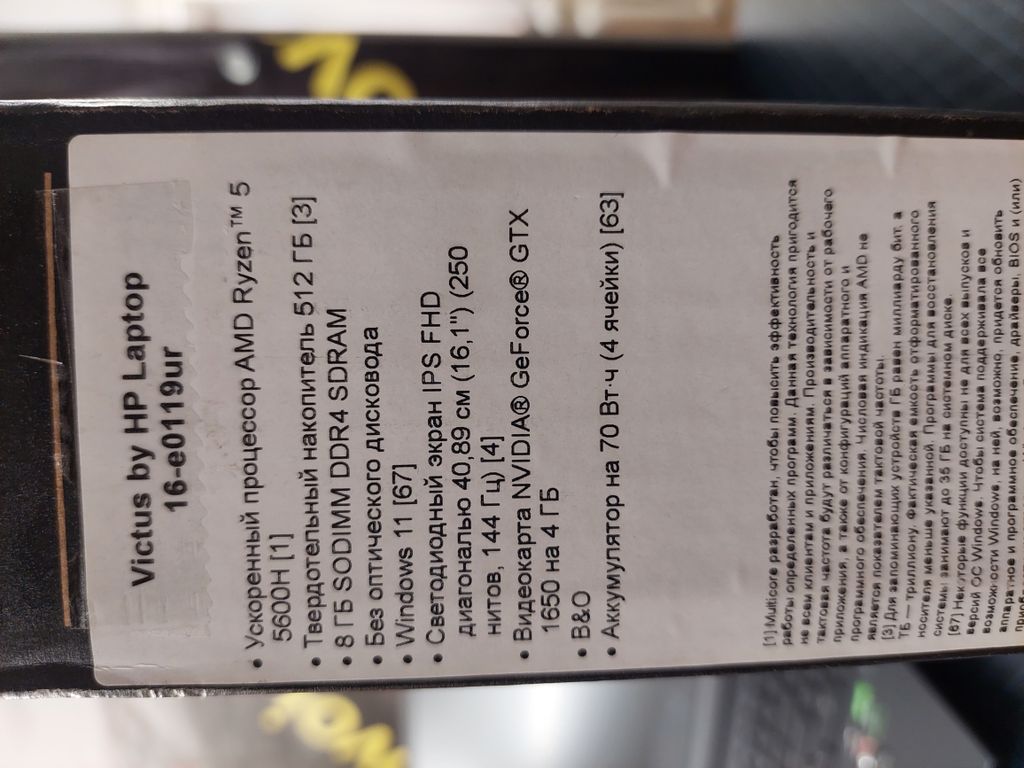 Victus by HP Laptop
16-e0119ur
• Ускоренный процессор AMD Ryzen™ 5
5600H [1]
• Твердотельный накопитель 512 ГБ [3]
• 8 ГБ SODIMM DDR4 SDRAM
• Без оптического дисковода
• Windows 11 [67]
• Светодиодный экран IPS FHD
диагональю 40,89 см (16,1") (250
нитов, 144 Гц) [4]
• Видеокарта NVIDIA® GeForce® GTX
1650 на 4 ГБ
• B&O
• Аккумулятор на 70 Вт·ч (4 ячейки) [63]
[1] Multicore разработан, чтобы повысить эффективность
работы определенных программ. Данная технология пригодится
не всем клиентам и приложениям. Производительность и
тактовая частота будут различаться в зависимости от рабочего
приложения, а также от конфигураций аппаратного и
программного обеспечения. Числовая индикация AMD не
является показателем тактовой частоты.
[3] Для запоминающих устройств ГБ равен миллиарду бит, а
ТБ — триллиону. Фактическая емкость отформатированного
носителя меньше указанной. Программы для восстановления
системы занимают до 35 ГБ на системном диске.
[67] Некоторые функции доступны не для всех выпусков и
версий ОС Windows. Чтобы система поддерживала все
возможности Windows, на ней, возможно, придется обновить
аппаратное и программное обеспечение, драйверы, BIOS и (или)